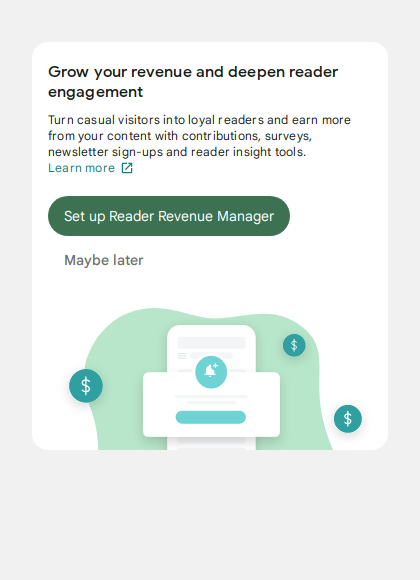 Grow your revenue and deepen reader
engagement
Turn casual visitors into loyal readers and earn more
from your content with contributions, surveys,
newsletter sign-ups and reader insight tools.
Learn more
Set up Reader Revenue Manager
Maybe later
$
$
$